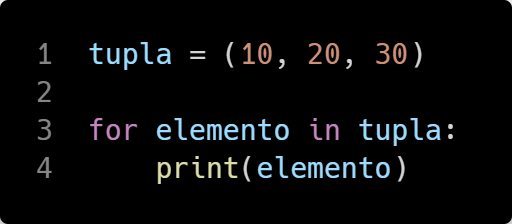 1 tupla = (10, 20, 30)
2
3 for elemento in tupla:
4     print(elemento)